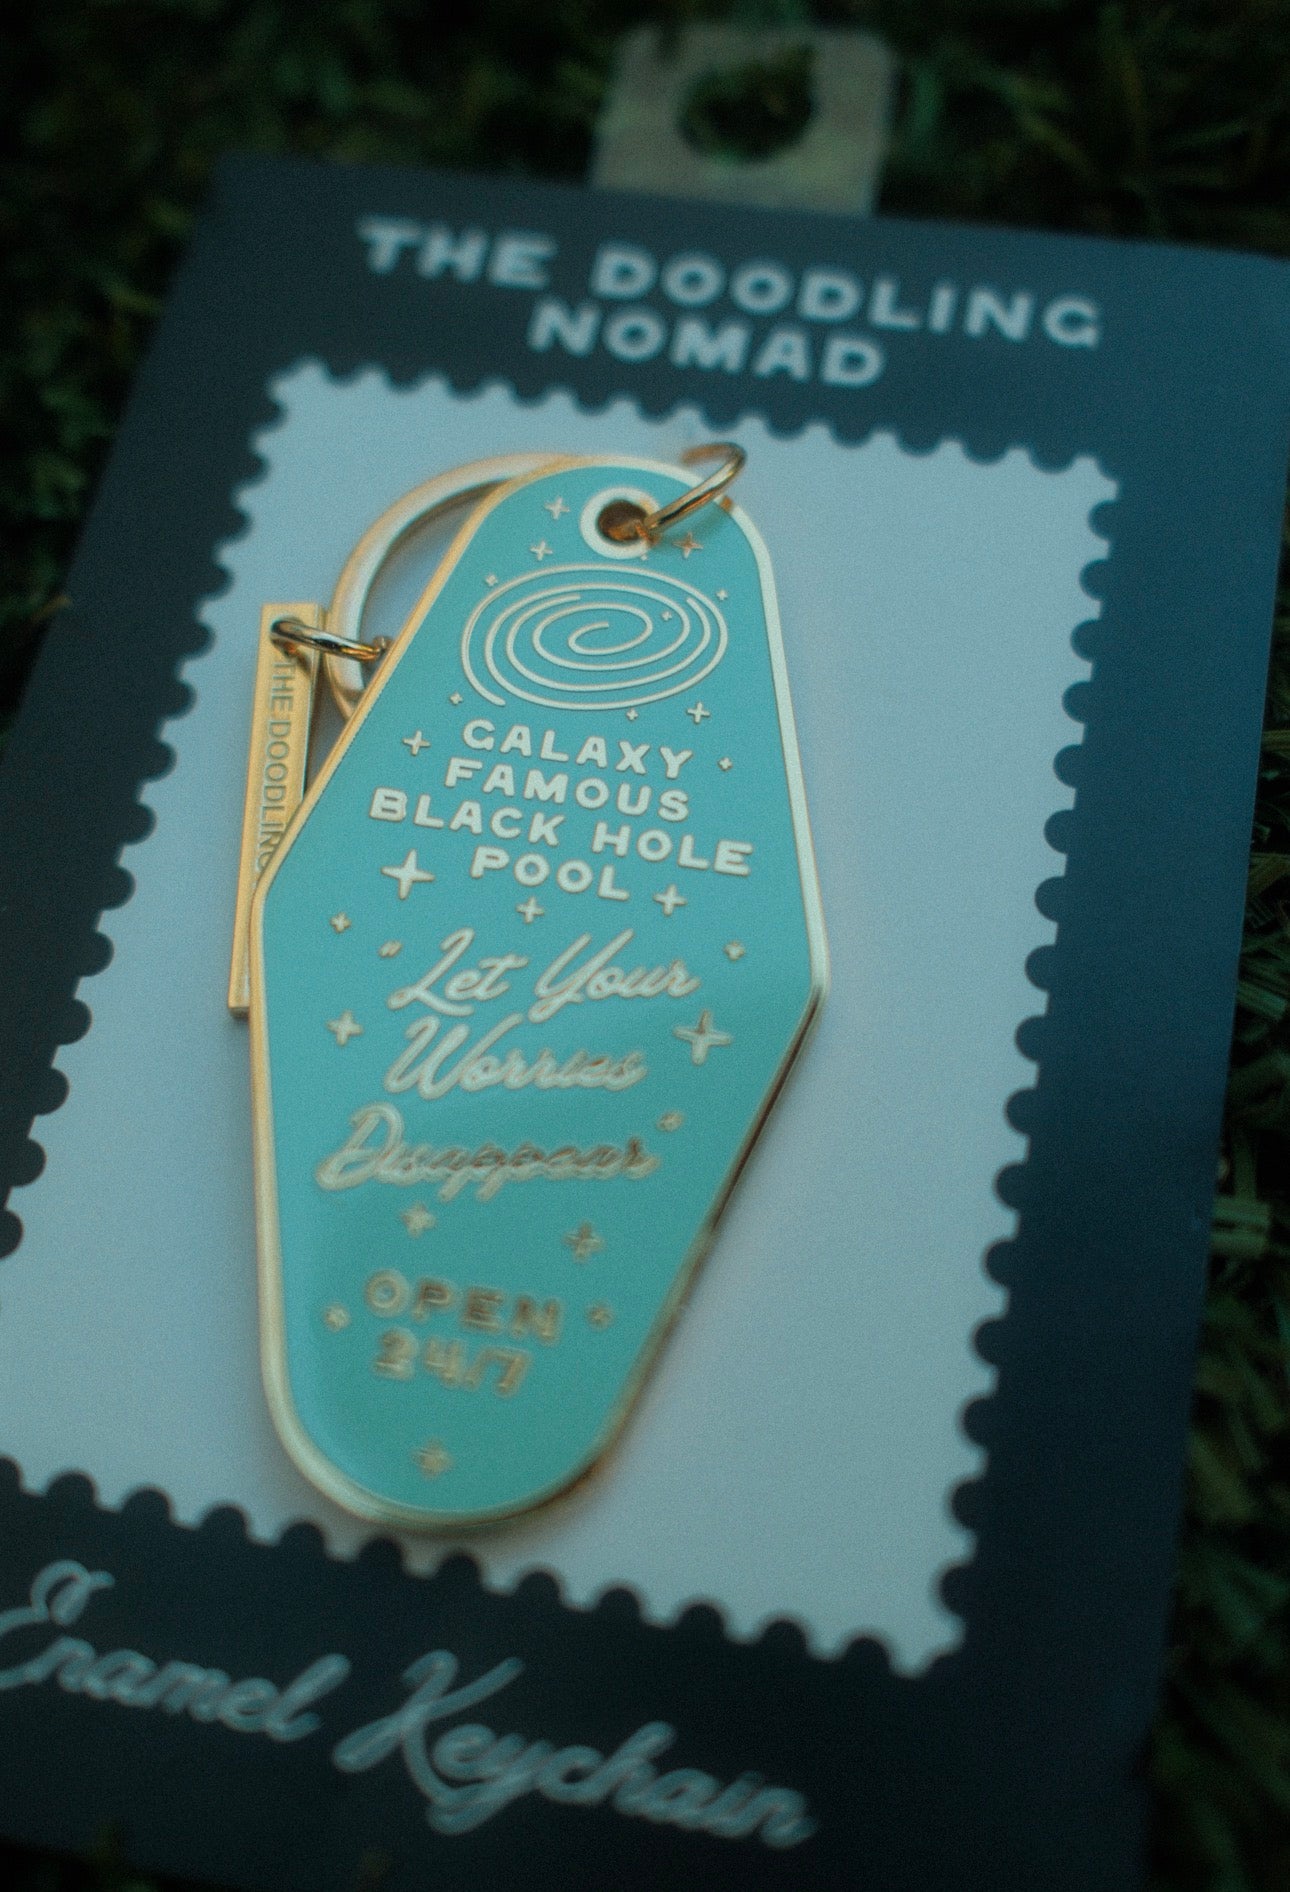 THE DOODLING
NOMAD
THE DOODLING
GALAXY
FAMOUS
BLACK HOLE
POOL
"Let Your
Worries
Disappear"
OPEN
24/7
Enamel Keychain